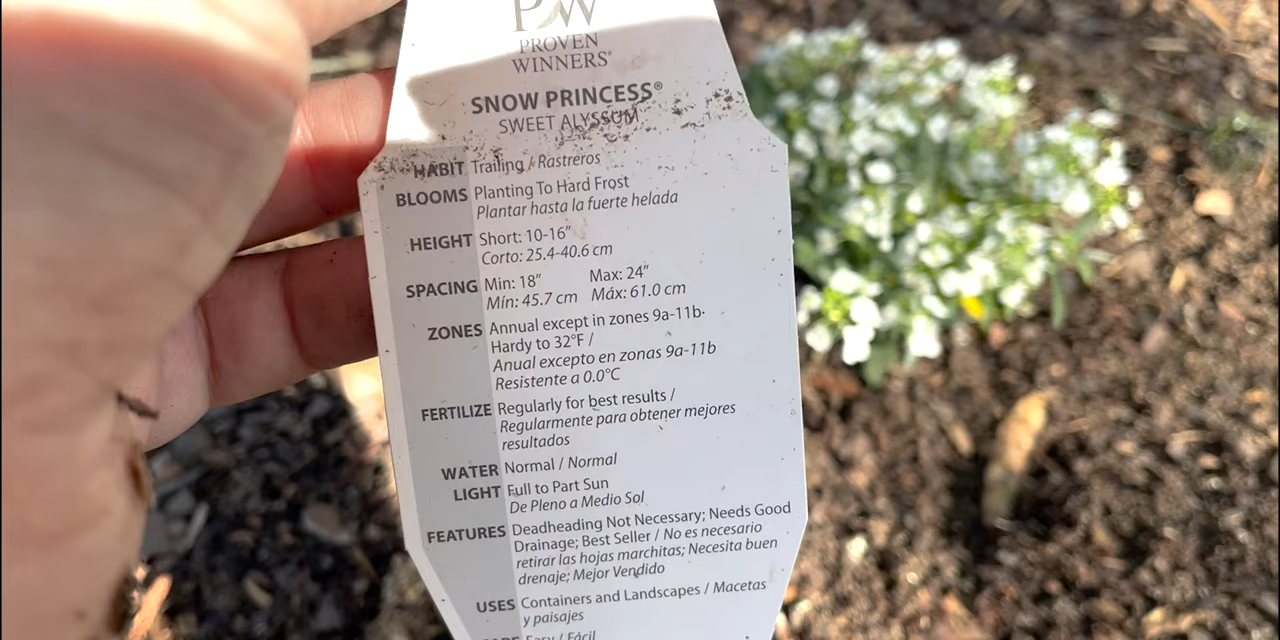 PW
PROVEN
WINNERS®
SNOW PRINCESS®
SWEET ALYSSUM
HABIT Trailing / Rastreros
BLOOMS Planting To Hard Frost
Plantar hasta la fuerte helada
HEIGHT Short: 10-16”
Corto: 25.4-40.6 cm
SPACING Min: 18” Max: 24”
Mín: 45.7 cm Máx: 61.0 cm
ZONES Annual except in zones 9a-11b·
Hardy to 32°F /
Anual excepto en zonas 9a-11b
Resistente a 0.0°C
FERTILIZE Regularly for best results /
Regularmente para obtener mejores
resultados
WATER Normal / Normal
LIGHT Full to Part Sun
De Pleno a Medio Sol
FEATURES Deadheading Not Necessary; Needs Good
Drainage; Best Seller / No es necesario
retirar las hojas marchitas; Necesita buen
drenaje; Mejor Vendido
USES Containers and Landscapes / Macetas
y paisajes
Easy / Fácil